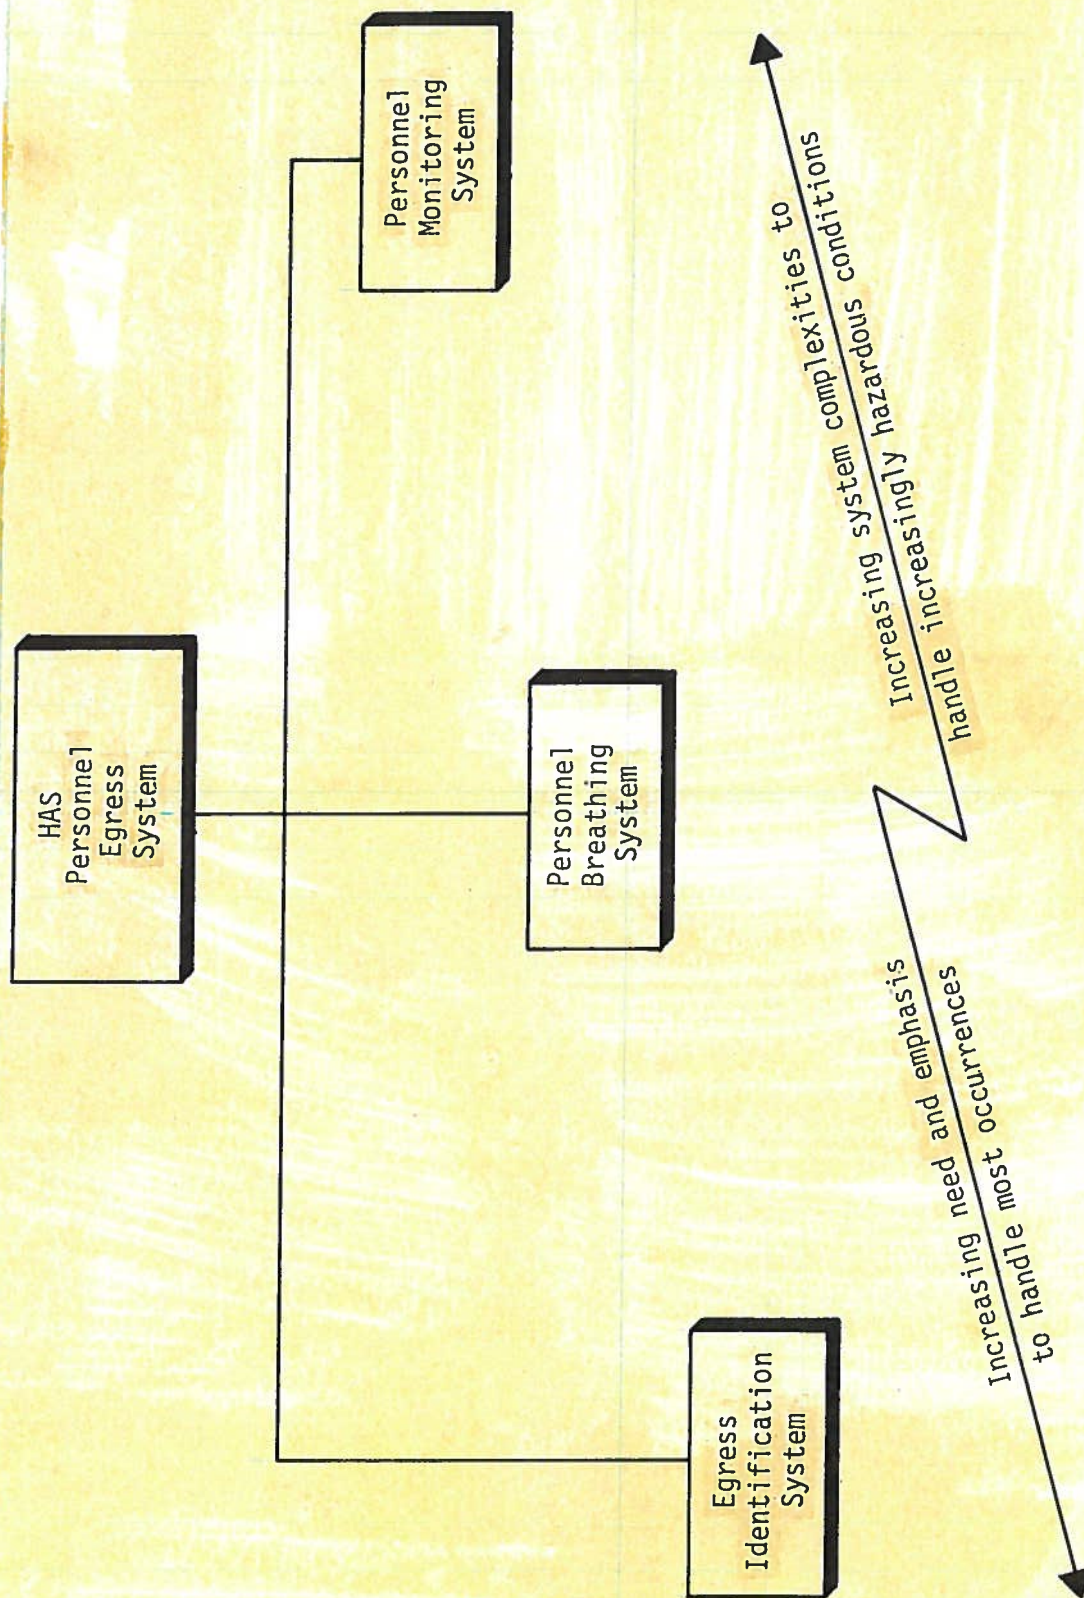 HAS
Personnel
Egress
System
Egress
Identification
System
Personnel
Breathing
System
Personnel
Monitoring
System
Increasing need and emphasis
to handle most occurrences
Increasing system complexities to
handle increasingly hazardous conditions